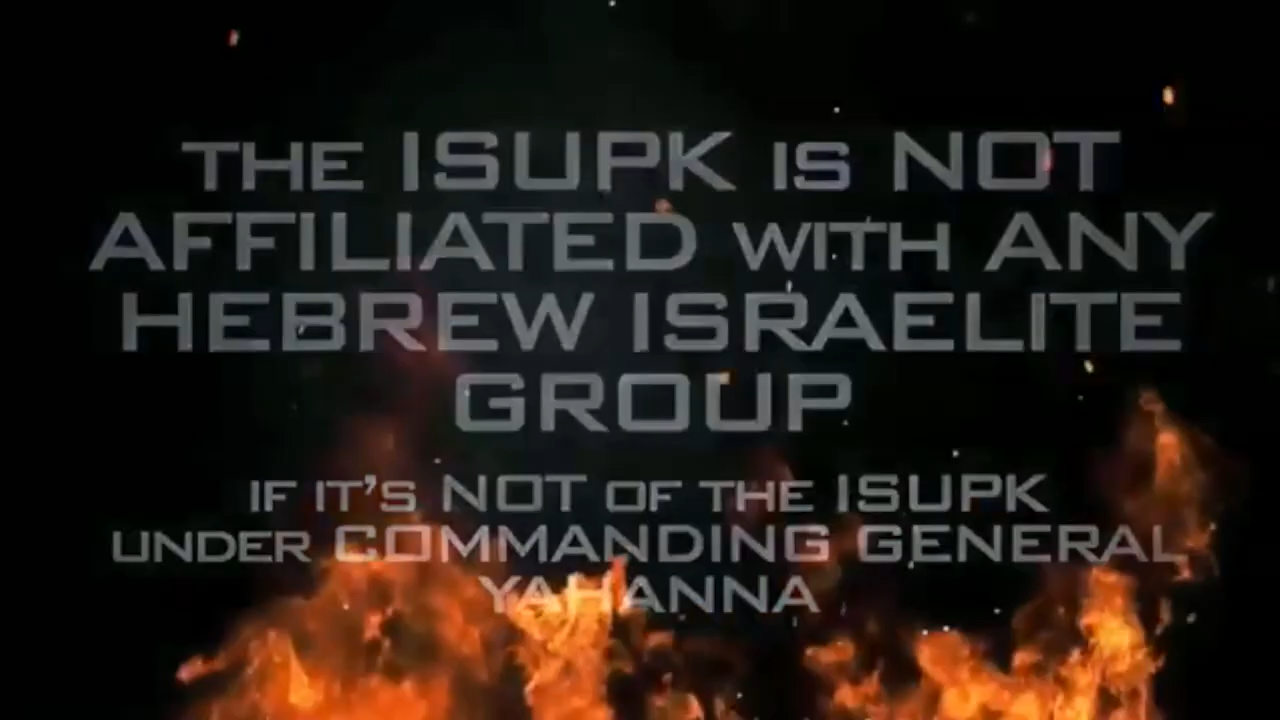 THE ISUPK IS NOT
AFFILIATED WITH ANY
HEBREW ISRAELITE
GROUP
IF IT'S NOT OF THE ISUPK
UNDER COMMANDING GENERAL
YAHANNA